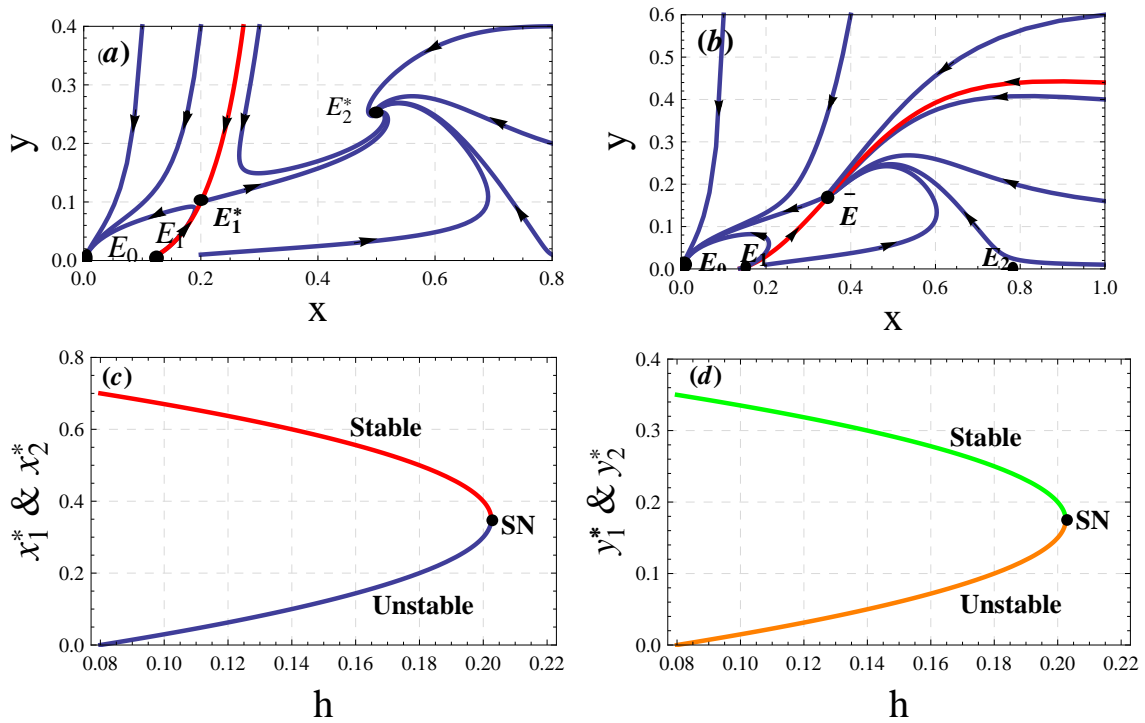 (a)
y
0.4
0.3
0.2
0.1
0.0
E₂*
E₁*
E₀
E₁
0.0 0.2 0.4 0.6 0.8
x
(b)
y
0.6
0.5
0.4
0.3
0.2
0.1
0.0
Ē
E₀ E₁ E₂
0.0 0.2 0.4 0.6 0.8 1.0
x
(c)
x₁* & x₂*
0.8
0.6
0.4
0.2
0.0
Stable
SN
Unstable
0.08 0.10 0.12 0.14 0.16 0.18 0.20 0.22
h
(d)
y₁* & y₂*
0.4
0.3
0.2
0.1
0.0
Stable
SN
Unstable
0.08 0.10 0.12 0.14 0.16 0.18 0.20 0.22
h